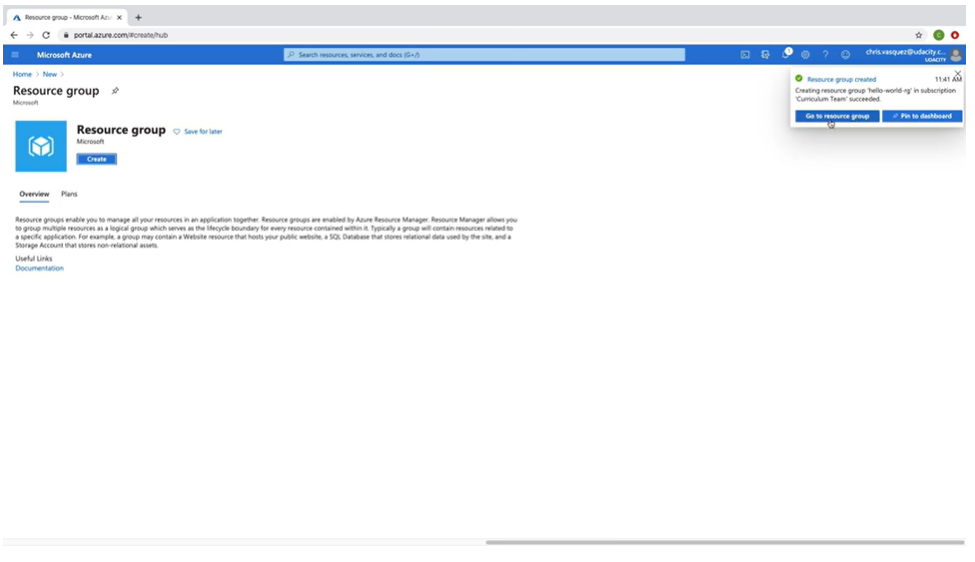 Resource group - Microsoft Azu
portal.azure.com/#create/hub
Microsoft Azure
Search resources, services, and docs (G+/)
1
chris.vasquez@udacity.c...
UDACITY
Home > New >
Resource group
Microsoft
Resource group
Save for later
Microsoft
Create
Overview Plans
Resource groups enable you to manage all your resources in an application together. Resource groups are enabled by Azure Resource Manager. Resource Manager allows you
to group multiple resources as a logical group which serves as the lifecycle boundary for every resource contained within it. Typically a group will contain resources related to
a specific application. For example, a group may contain a Website resource that hosts your public website, a SQL Database that stores relational data used by the site, and a
Storage Account that stores non-relational assets.
Useful Links
Documentation
Resource group created 11:41 AM
Creating resource group 'hello-world-rg' in subscription
'Curriculum Team' succeeded.
Go to resource group
Pin to dashboard